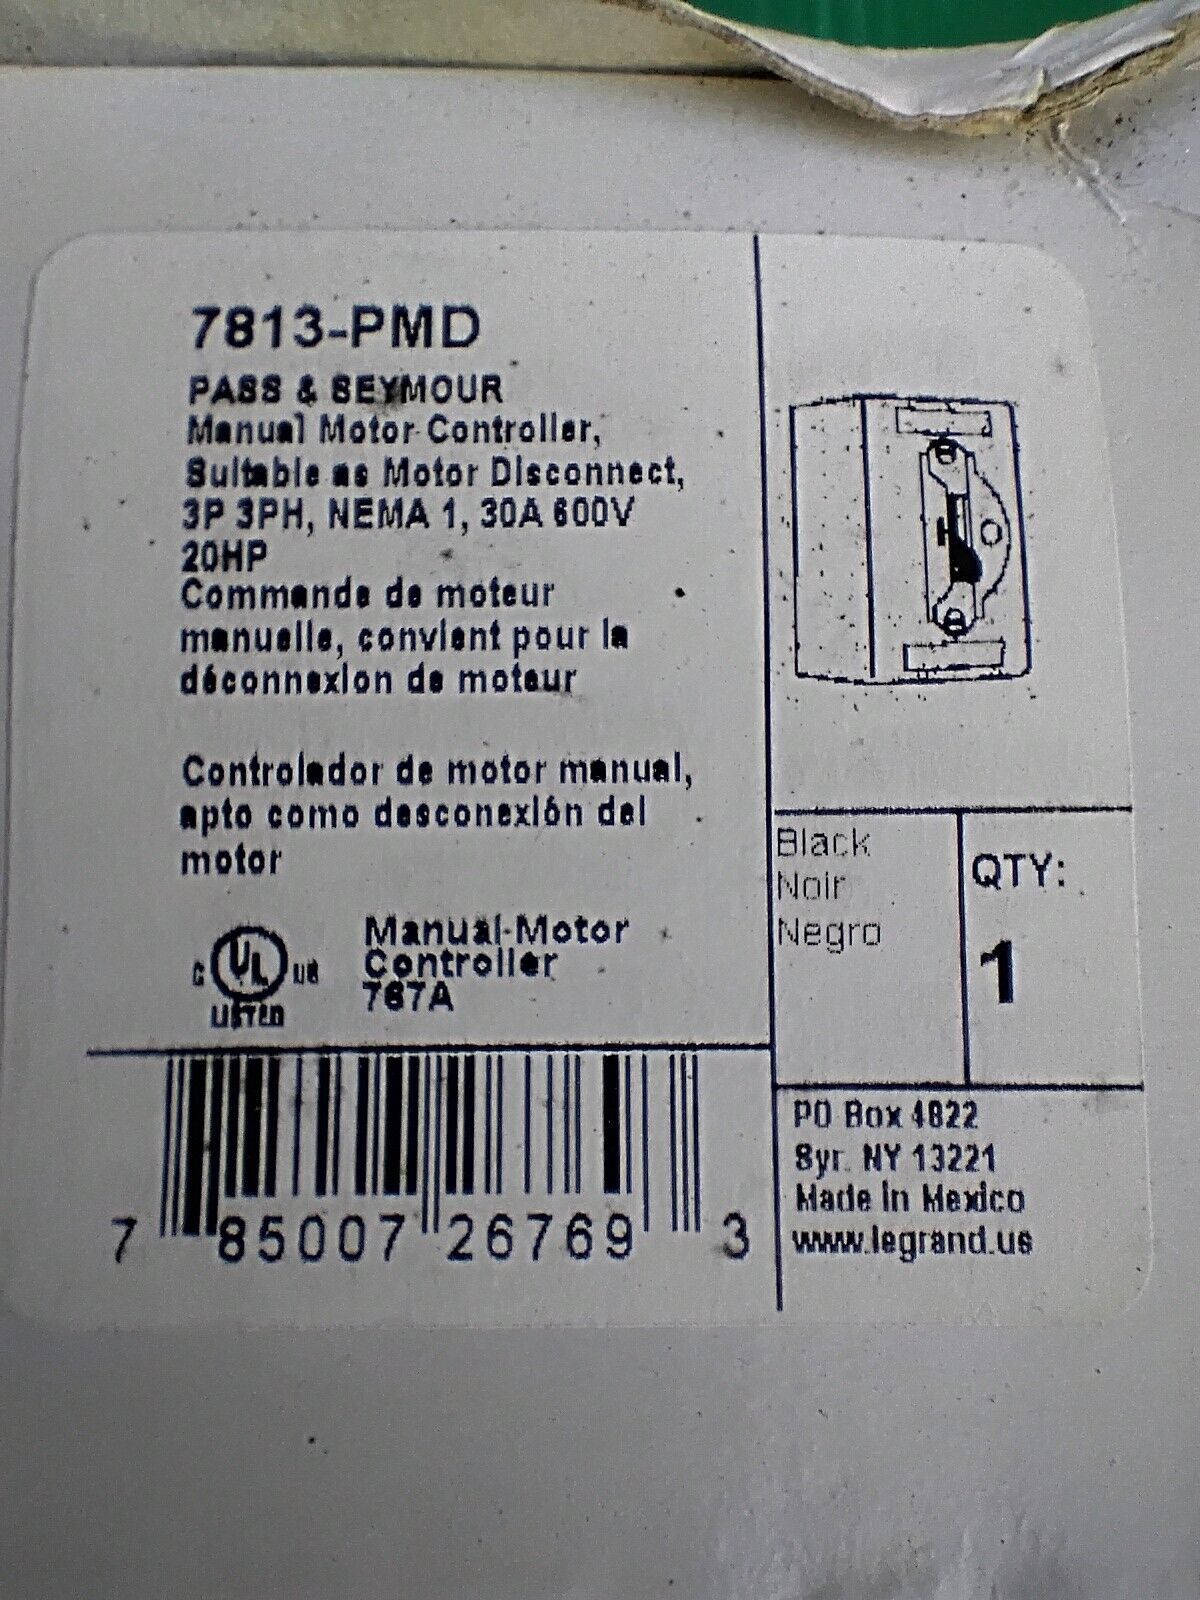 7813-PMD
PASS & SEYMOUR
Manual Motor Controller,
Suitable as Motor Disconnect,
3P 3PH, NEMA 1, 30A 600V
20HP
Commande de moteur
manuelle, convient pour la
déconnexion de moteur
Controlador de motor manual,
apto como desconexión del
motor
C UL US
LISTED
Manual Motor
Controller
767A
7 85007 26769 3
Black
Noir
Negro
QTY:
1
PO Box 4822
Syr. NY 13221
Made In Mexico
www.legrand.us